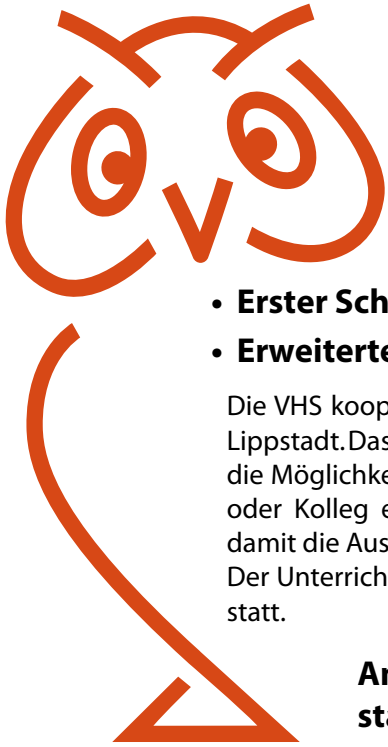 • Erster Sch
• Erweiterte
Die VHS koop
Lippstadt.Das
die Möglichke
oder Kolleg e
damit die Aus
Der Unterrich
statt.
An
sta